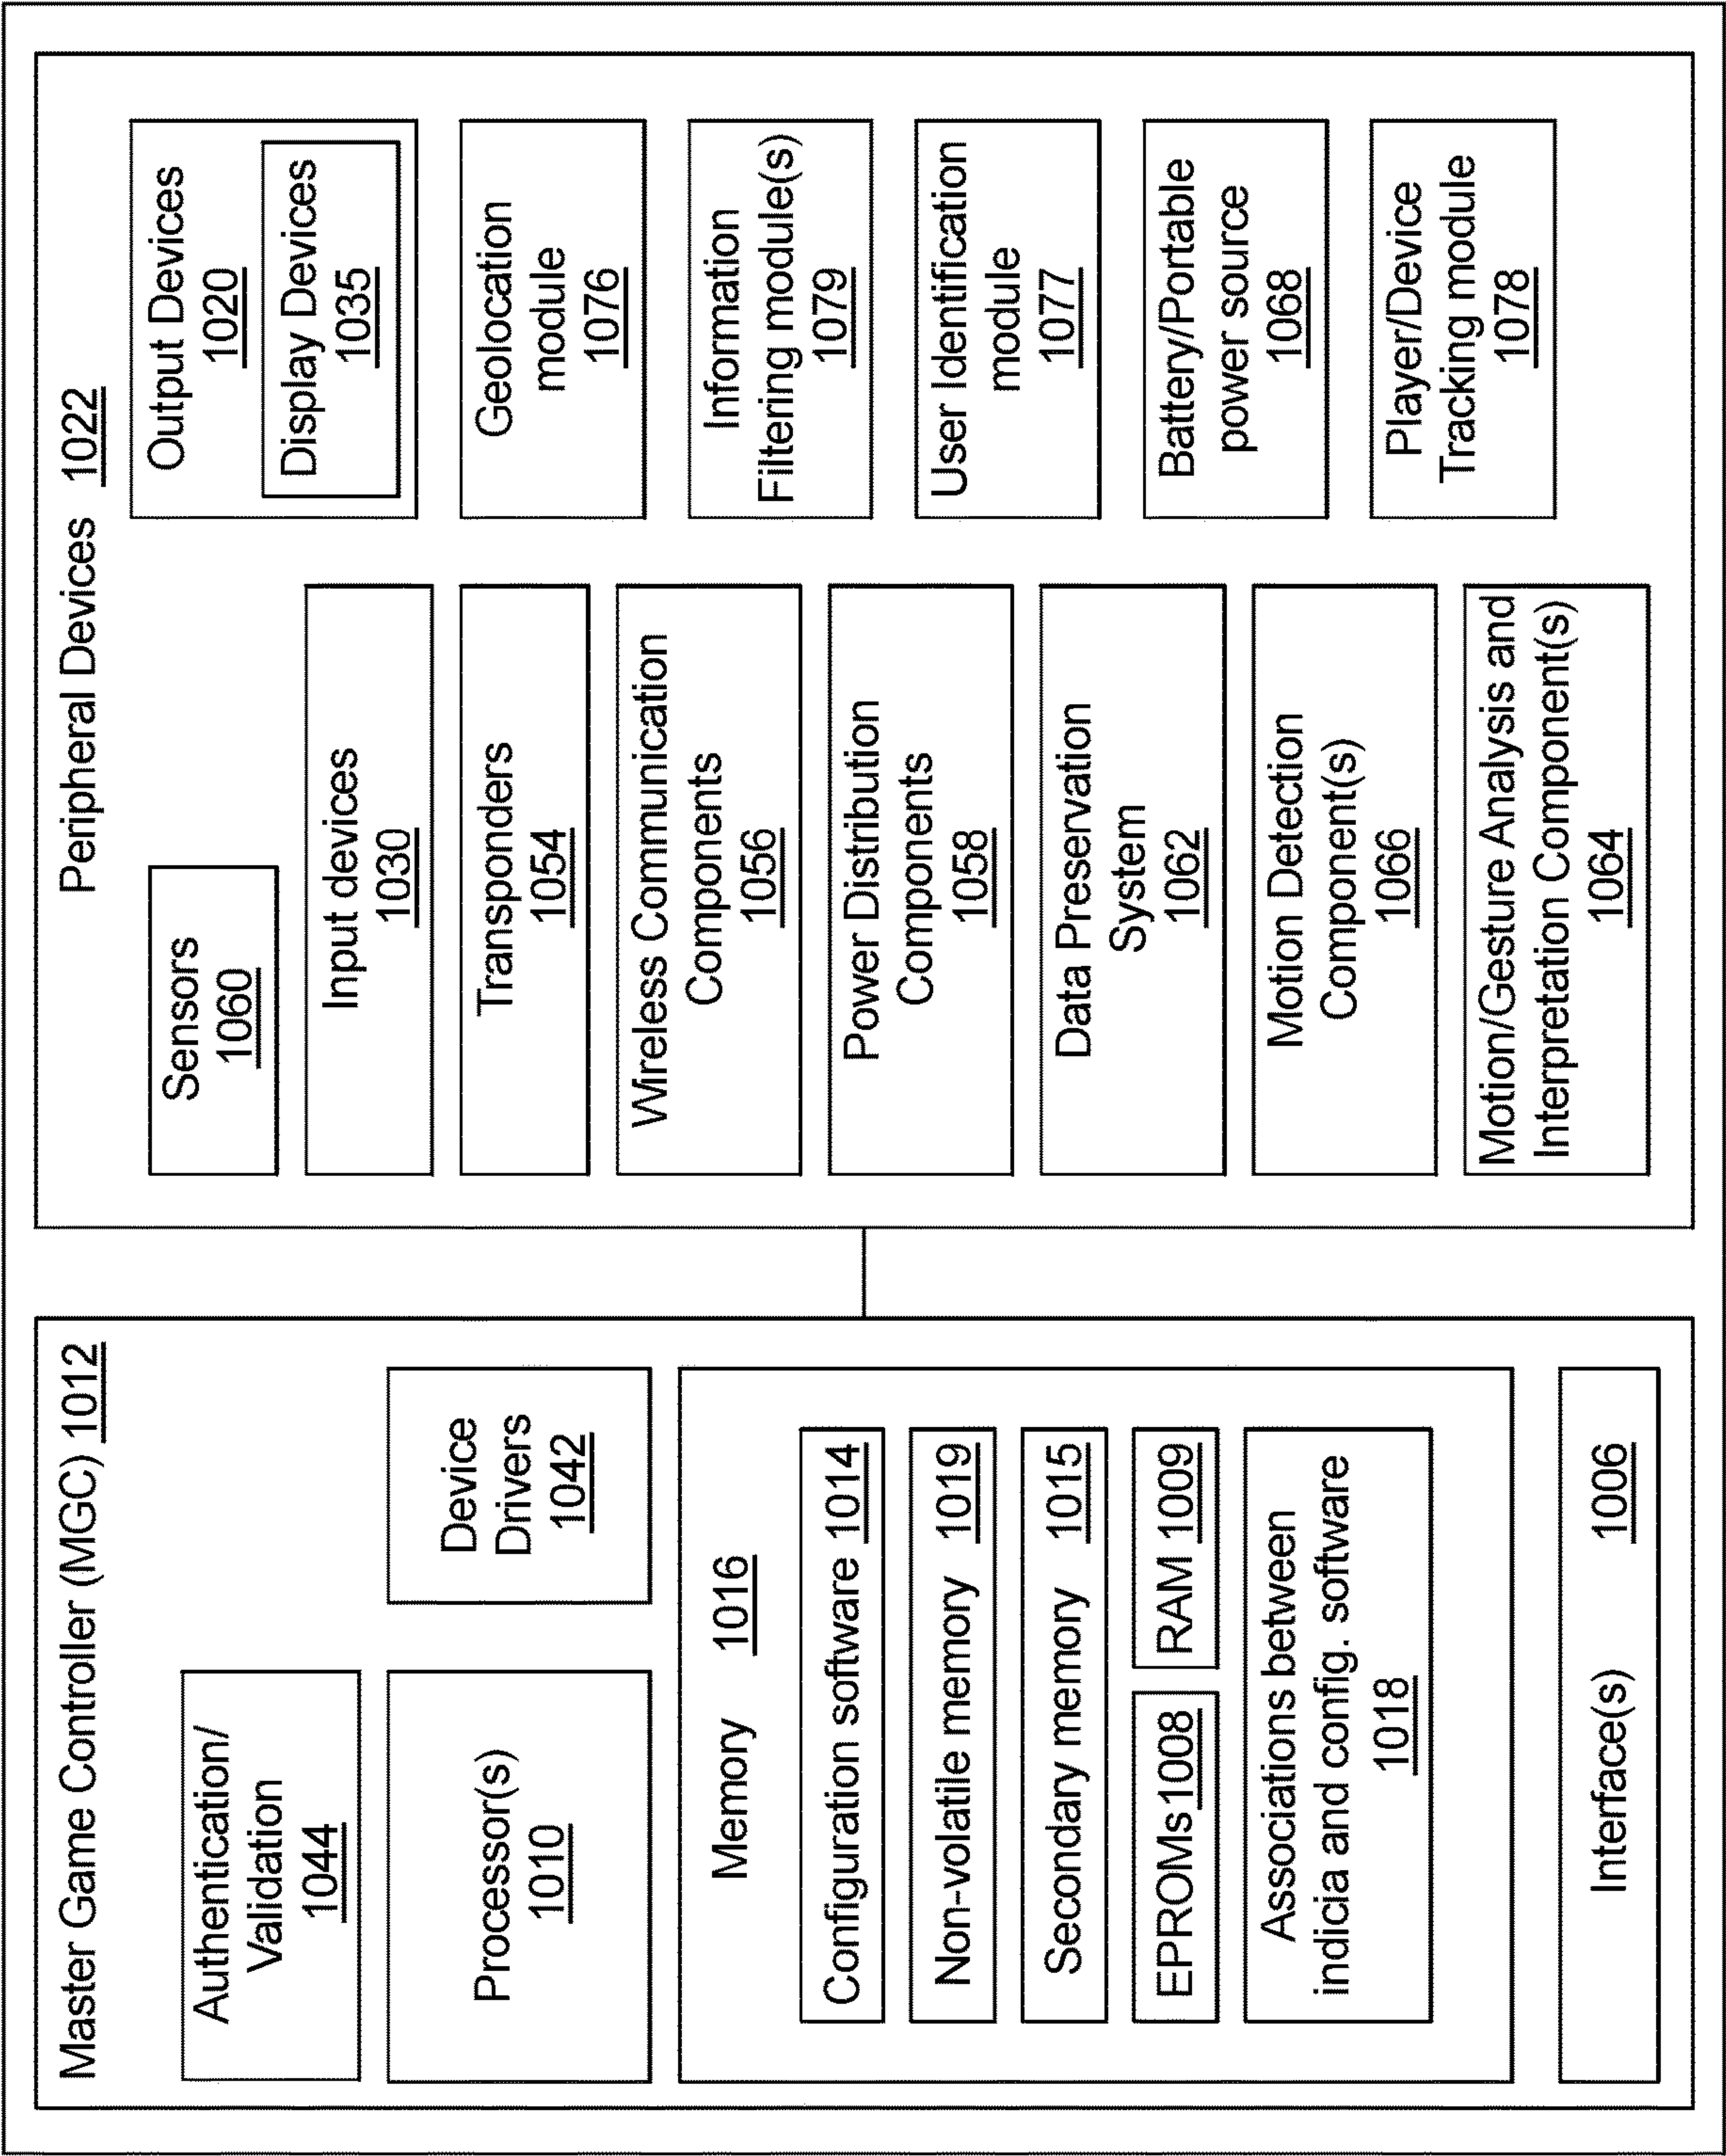 Master Game Controller (MGC) 1012
Authentication/
Validation
1044
Processor(s)
1010
Device
Drivers
1042
Memory 1016
Configuration software 1014
Non-volatile memory 1019
Secondary memory 1015
EPROMs 1008
RAM 1009
Associations between
indicia and config. software
1018
Interface(s) 1006
Peripheral Devices 1022
Sensors
1060
Input devices
1030
Transponders
1054
Wireless Communication
Components
1056
Power Distribution
Components
1058
Data Preservation
System
1062
Motion Detection
Component(s)
1066
Motion/Gesture Analysis and
Interpretation Component(s)
1064
Output Devices
1020
Display Devices
1035
Geolocation
module
1076
Information
Filtering module(s)
1079
User Identification
module
1077
Battery/Portable
power source
1068
Player/Device
Tracking module
1078